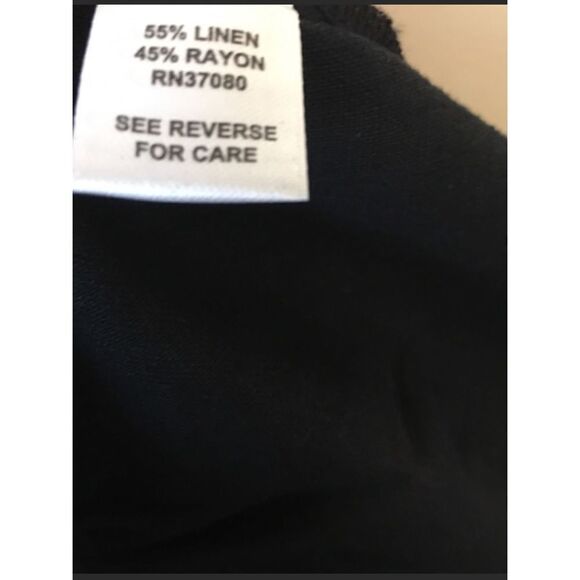 55% LINEN
45% RAYON
RN37080
SEE REVERSE
FOR CARE